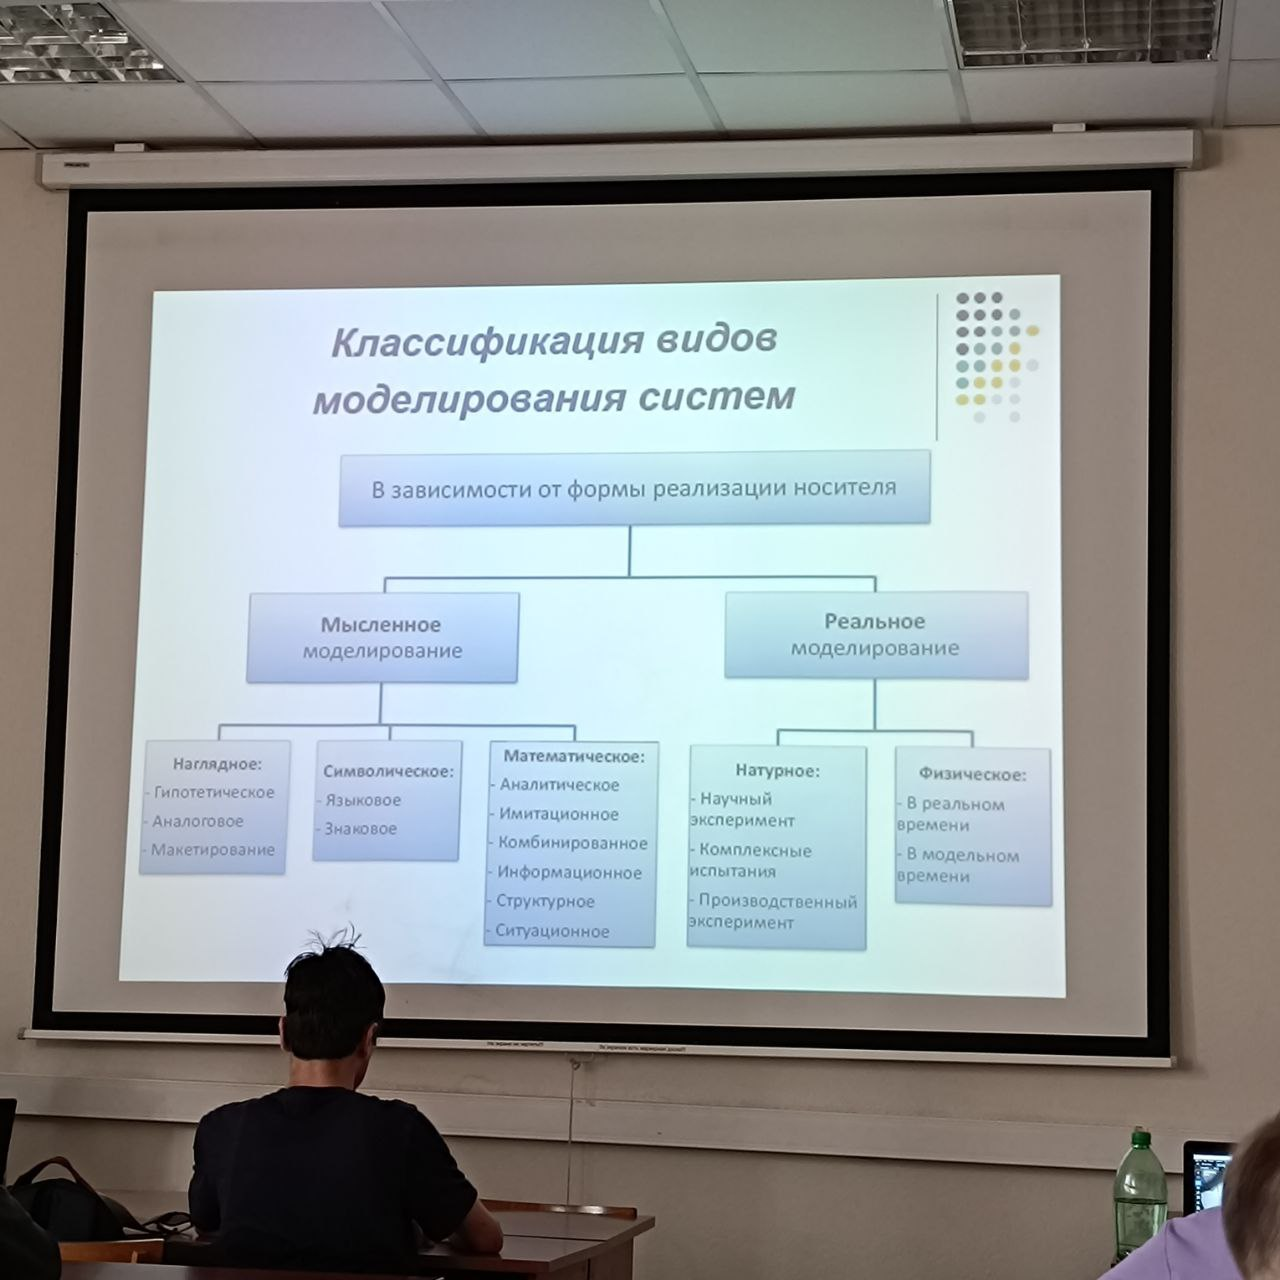 Классификация видов
моделирования систем
В зависимости от формы реализации носителя
Мысленное
моделирование
Реальное
моделирование
Наглядное:
- Гипотетическое
- Аналоговое
- Макетирование
Символическое:
- Языковое
- Знаковое
Математическое:
- Аналитическое
- Имитационное
- Комбинированное
- Информационное
- Структурное
- Ситуационное
Натурное:
- Научный
эксперимент
- Комплексные
испытания
- Производственный
эксперимент
Физическое:
- В реальном
времени
- В модельном
времени